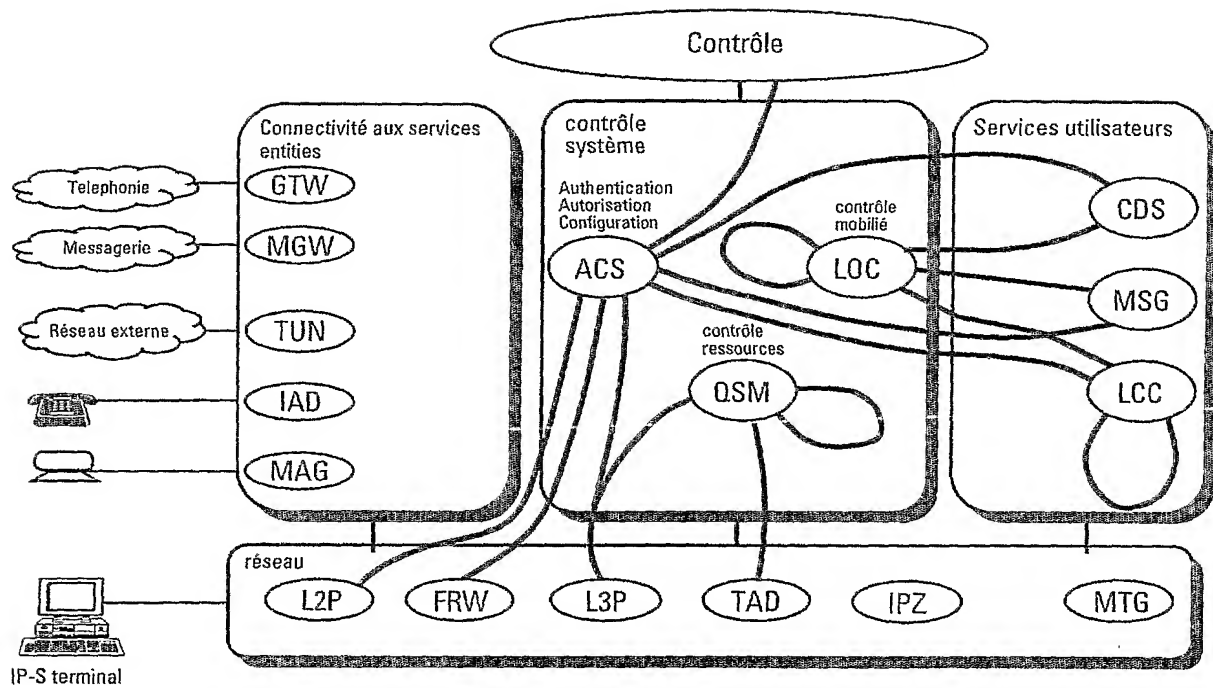 Contrôle
Connectivité aux services
entities
GTW
MGW
TUN
IAD
MAG
Telephonie
Messagerie
Réseau externe
contrôle
système
Authentication
Autorisation
Configuration
ACS
contrôle
mobilié
LOC
contrôle
ressources
QSM
Services utilisateurs
CDS
MSG
LCC
réseau
L2P
FRW
L3P
TAD
IPZ
MTG
IP-S terminal